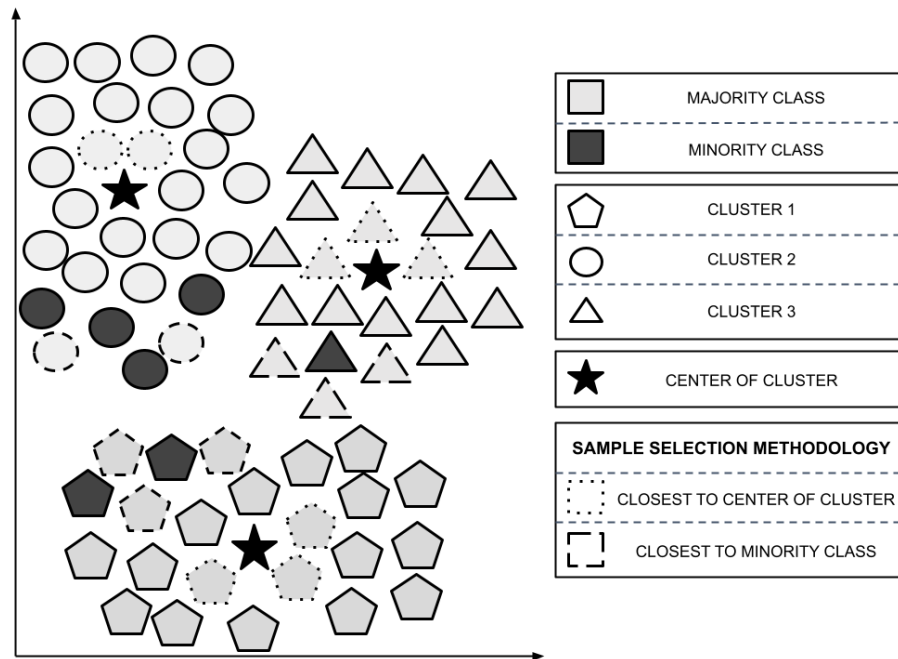 MAJORITY CLASS
MINORITY CLASS
CLUSTER 1
CLUSTER 2
CLUSTER 3
CENTER OF CLUSTER
SAMPLE SELECTION METHODOLOGY
CLOSEST TO CENTER OF CLUSTER
CLOSEST TO MINORITY CLASS